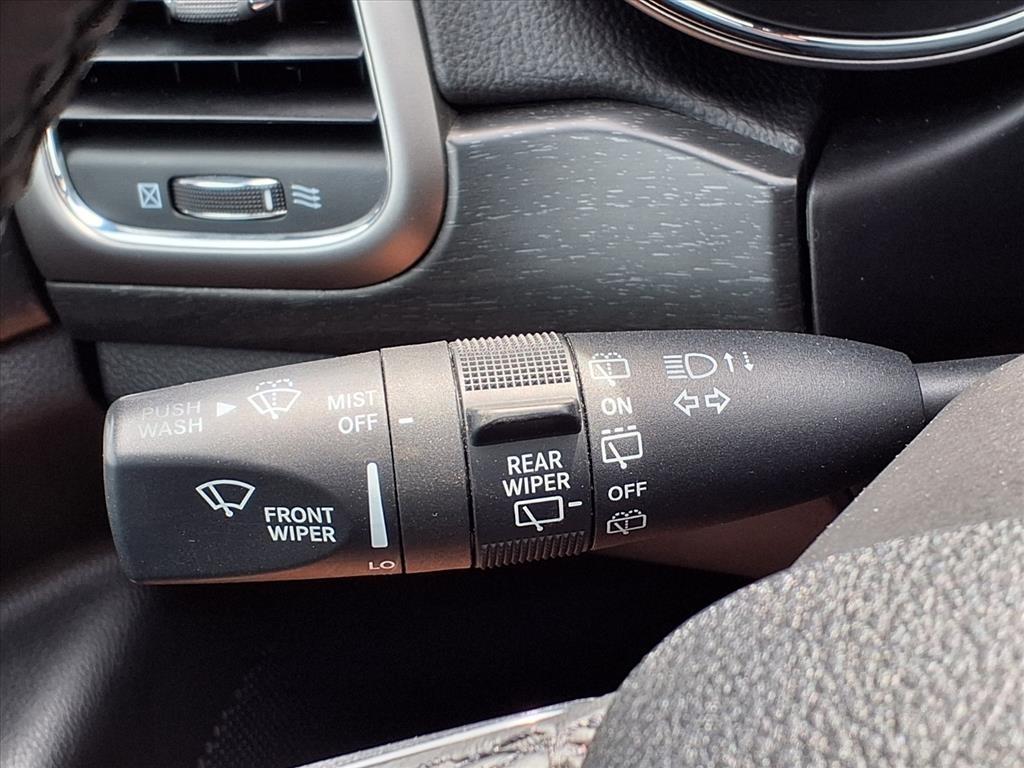 PUSH
WASH
MIST
OFF
FRONT
WIPER
LO
REAR
WIPER
ON
OFF